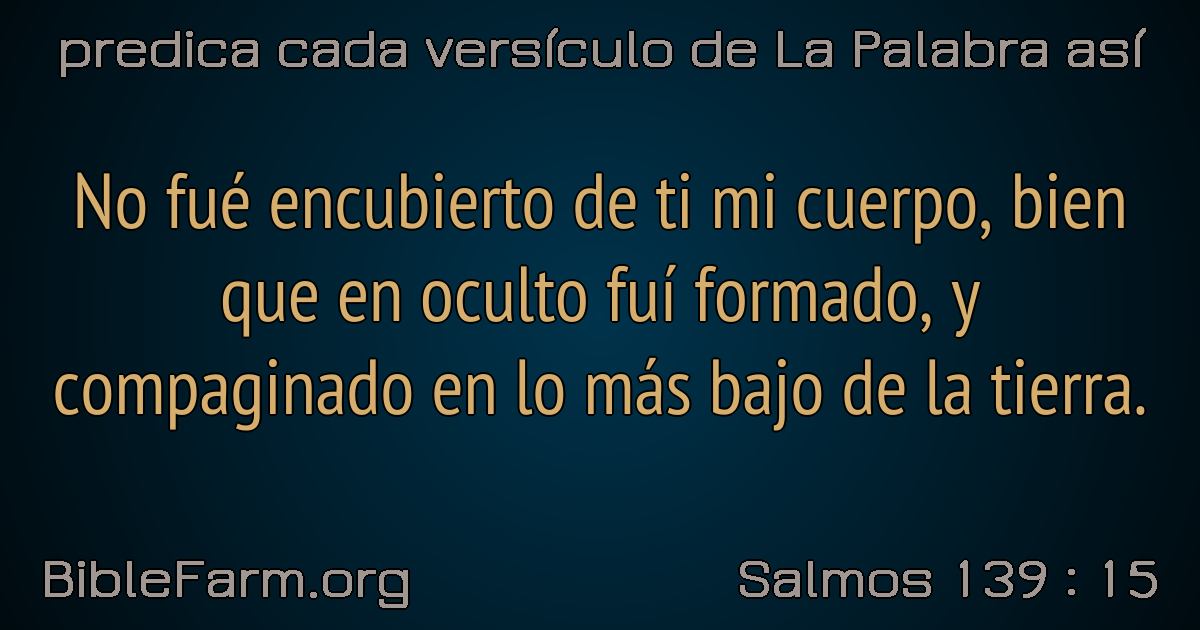 predica cada versículo de La Palabra así
No fué encubierto de ti mi cuerpo, bien
que en oculto fuí formado, y
compaginado en lo más bajo de la tierra.
BibleFarm.org
Salmos 139 : 15